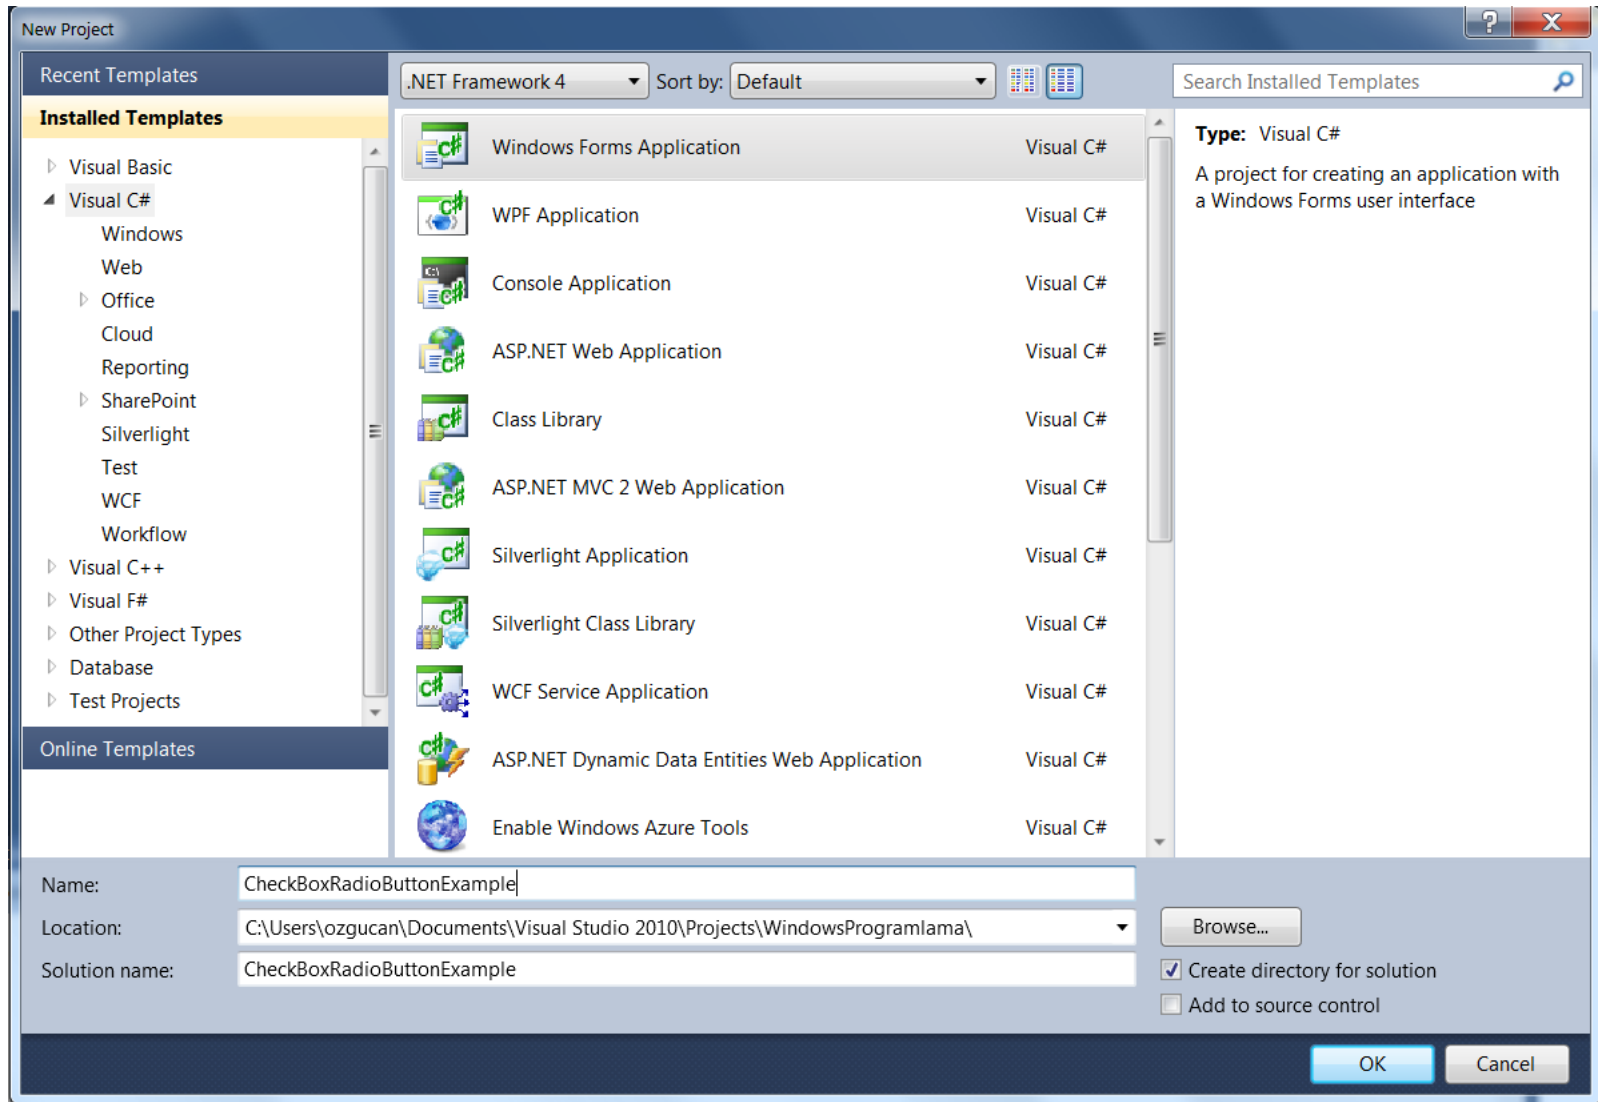 New Project
Recent Templates
Installed Templates
Visual Basic
Visual C#
Windows
Web
Office
Cloud
Reporting
SharePoint
Silverlight
Test
WCF
Workflow
Visual C++
Visual F#
Other Project Types
Database
Test Projects
Online Templates
.NET Framework 4 Sort by: Default
Windows Forms Application Visual C#
WPF Application Visual C#
Console Application Visual C#
ASP.NET Web Application Visual C#
Class Library Visual C#
ASP.NET MVC 2 Web Application Visual C#
Silverlight Application Visual C#
Silverlight Class Library Visual C#
WCF Service Application Visual C#
ASP.NET Dynamic Data Entities Web Application Visual C#
Enable Windows Azure Tools Visual C#
Search Installed Templates
Type: Visual C#
A project for creating an application with
a Windows Forms user interface
Name: CheckBoxRadioButtonExample
Location: C:\Users\ozgucan\Documents\Visual Studio 2010\Projects\WindowsProgramlama\ Browse...
Solution name: CheckBoxRadioButtonExample Create directory for solution
Add to source control
OK Cancel